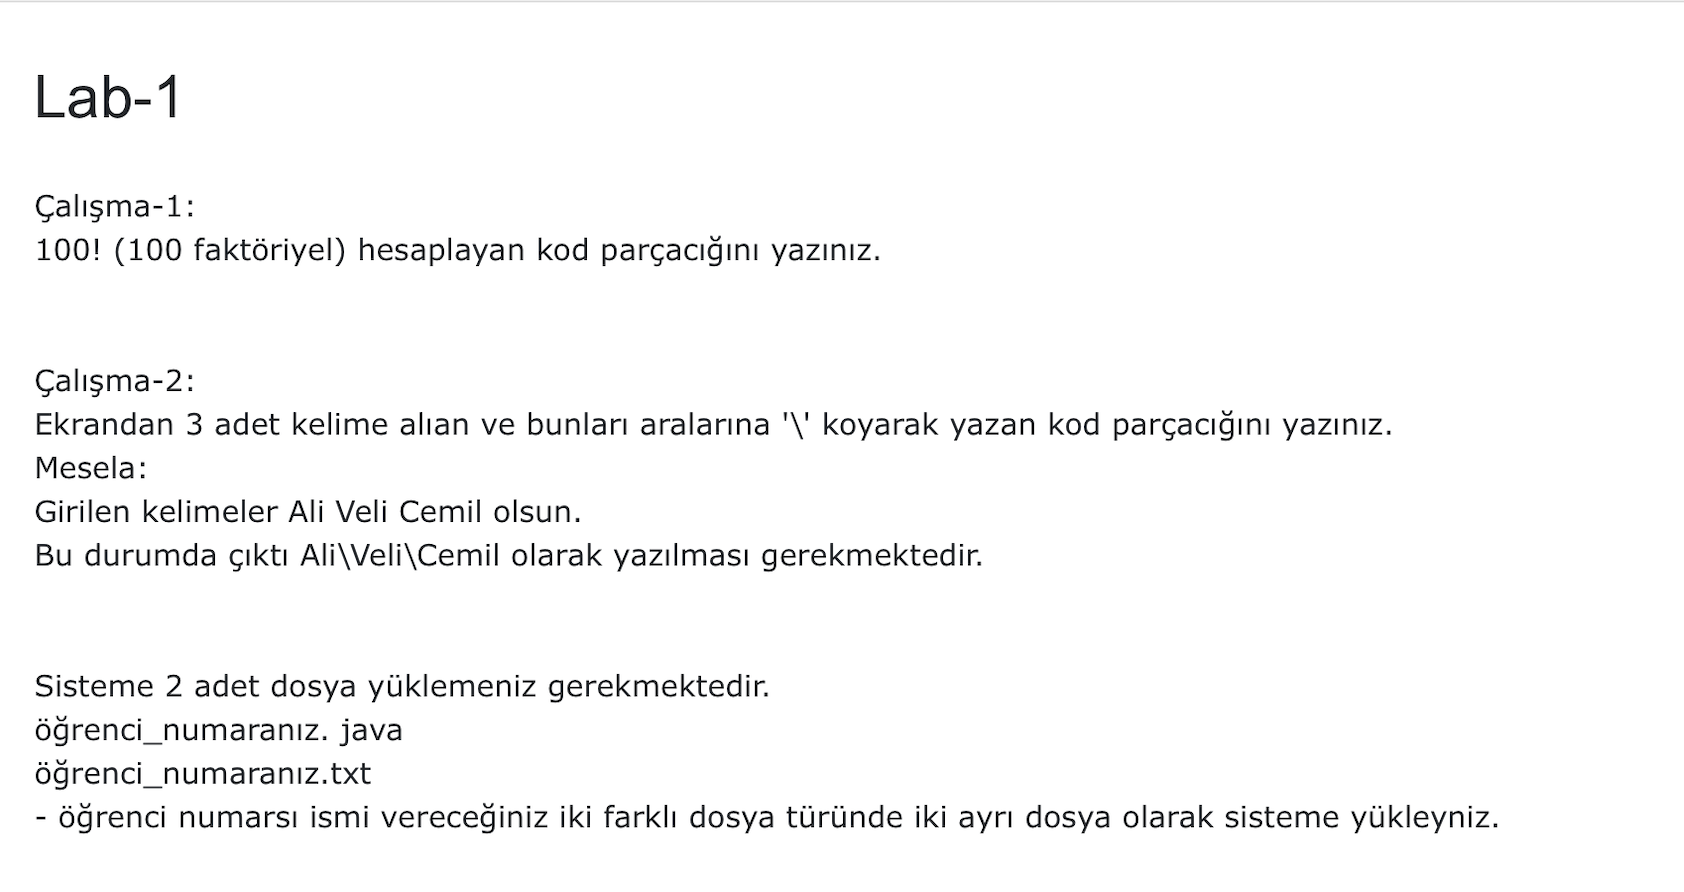 Lab-1
Çalışma-1:
100! (100 faktöriyel) hesaplayan kod parçacığını yazınız.
Çalışma-2:
Ekrandan 3 adet kelime alıan ve bunları aralarına '\' koyarak yazan kod parçacığını yazınız.
Mesela:
Girilen kelimeler Ali Veli Cemil olsun.
Bu durumda çıktı Ali\Veli\Cemil olarak yazılması gerekmektedir.
Sisteme 2 adet dosya yüklemeniz gerekmektedir.
öğrenci_numaranız. java
öğrenci_numaranız.txt
- öğrenci numarsı ismi vereceğiniz iki farklı dosya türünde iki ayrı dosya olarak sisteme yükleyniz.